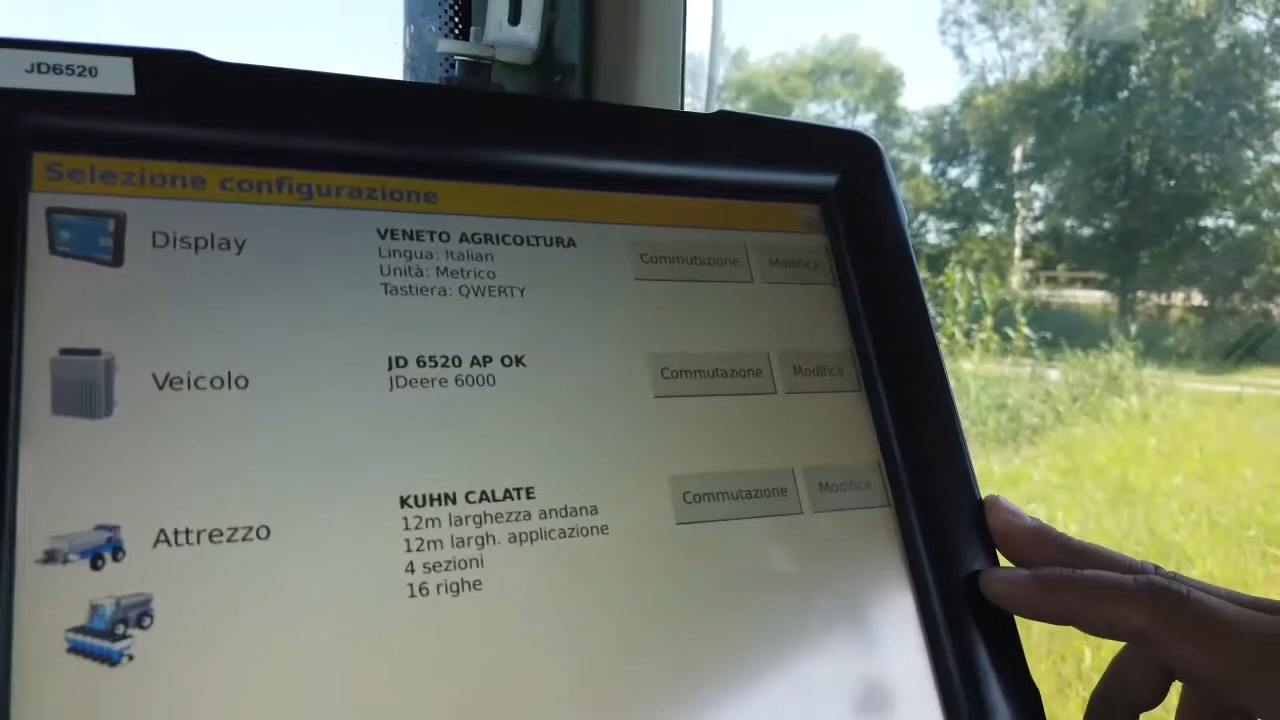 JD6520
Selezione configurazione
Display
VENETO AGRICOLTURA
Lingua: Italian
Unità: Metrico
Tastiera: QWERTY
Commutazione
Modifica
Veicolo
JD 6520 AP OK
JDeere 6000
Commutazione
Modifica
Attrezzo
KUHN CALATE
12m larghezza andana
12m largh. applicazione
4 sezioni
16 righe
Commutazione
Modifica